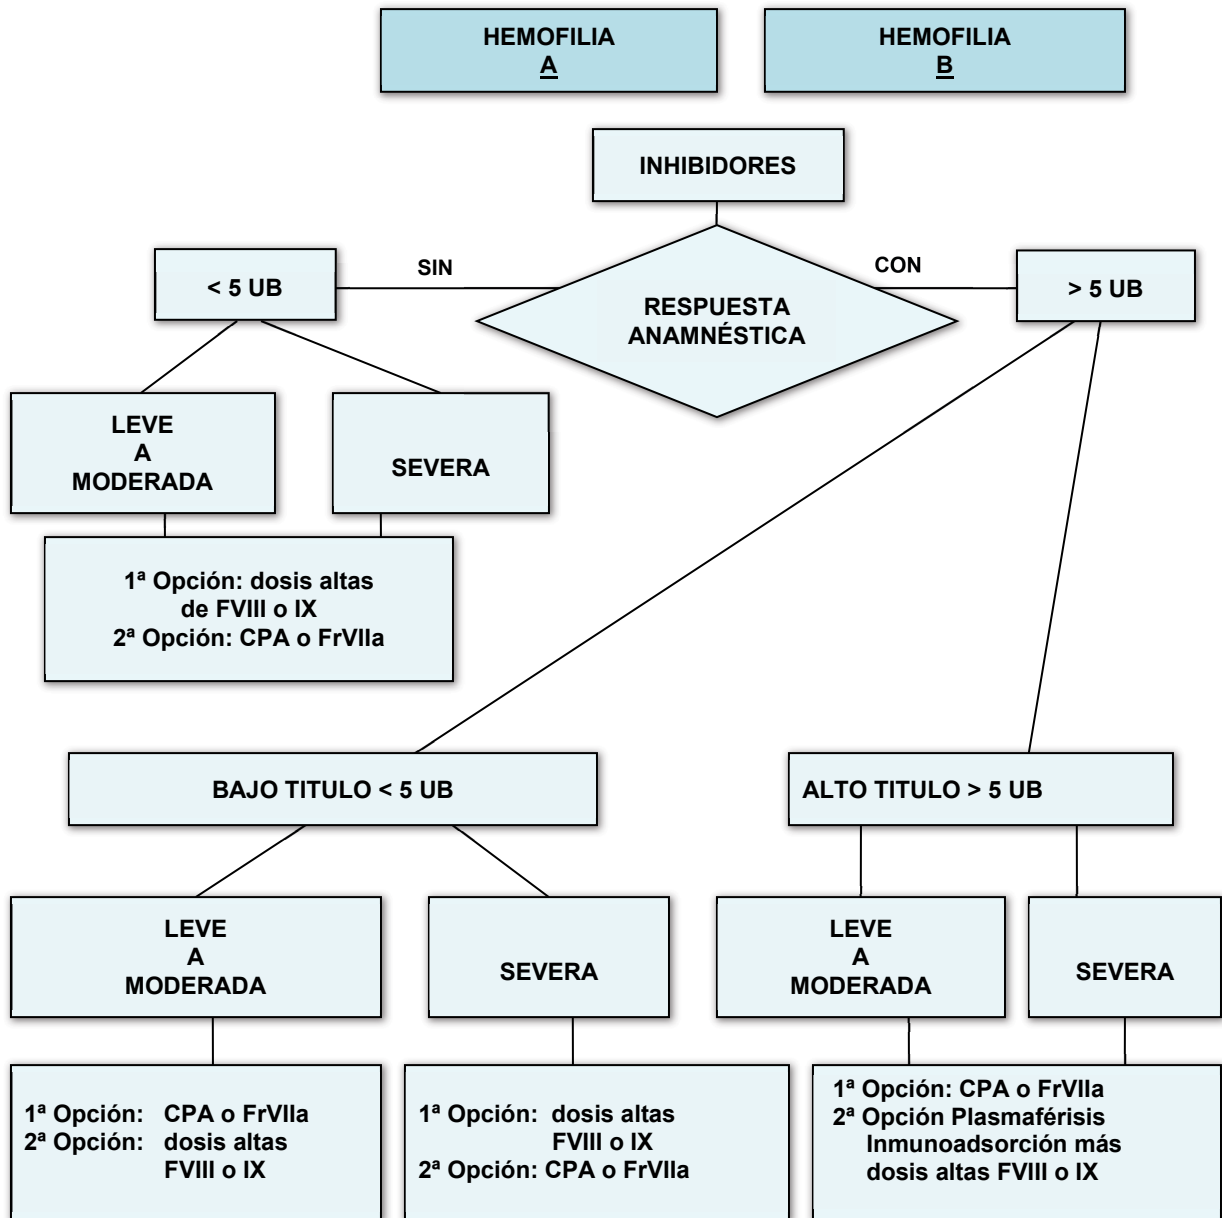 HEMOFILIA
A
HEMOFILIA
B
INHIBIDORES
< 5 UB
SIN
RESPUESTA
ANAMNÉSTICA
CON
> 5 UB
LEVE
A
MODERADA
SEVERA
1ª Opción: dosis altas
de FVIII o IX
2ª Opción: CPA o FrVIIa
BAJO TITULO < 5 UB
ALTO TITULO > 5 UB
LEVE
A
MODERADA
SEVERA
LEVE
A
MODERADA
SEVERA
1ª Opción: CPA o FrVIIa
2ª Opción: dosis altas
FVIII o IX
1ª Opción: dosis altas
FVIII o IX
2ª Opción: CPA o FrVIIa
1ª Opción: CPA o FrVIIa
2ª Opción Plasmaférisis
Inmunoadsorción más
dosis altas FVIII o IX